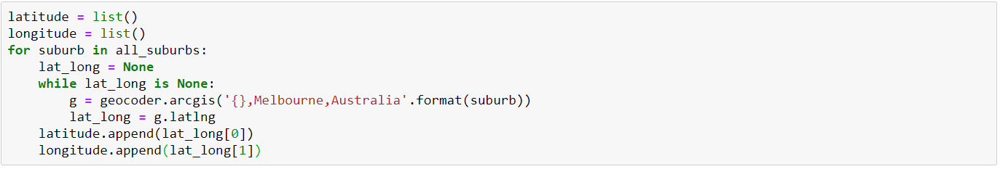 latitude = list()
longitude = list()
for suburb in all_suburbs:
    lat_long = None
    while lat_long is None:
        g = geocoder.arcgis('{},Melbourne,Australia'.format(suburb))
        lat_long = g.latlng
    latitude.append(lat_long[0])
    longitude.append(lat_long[1])